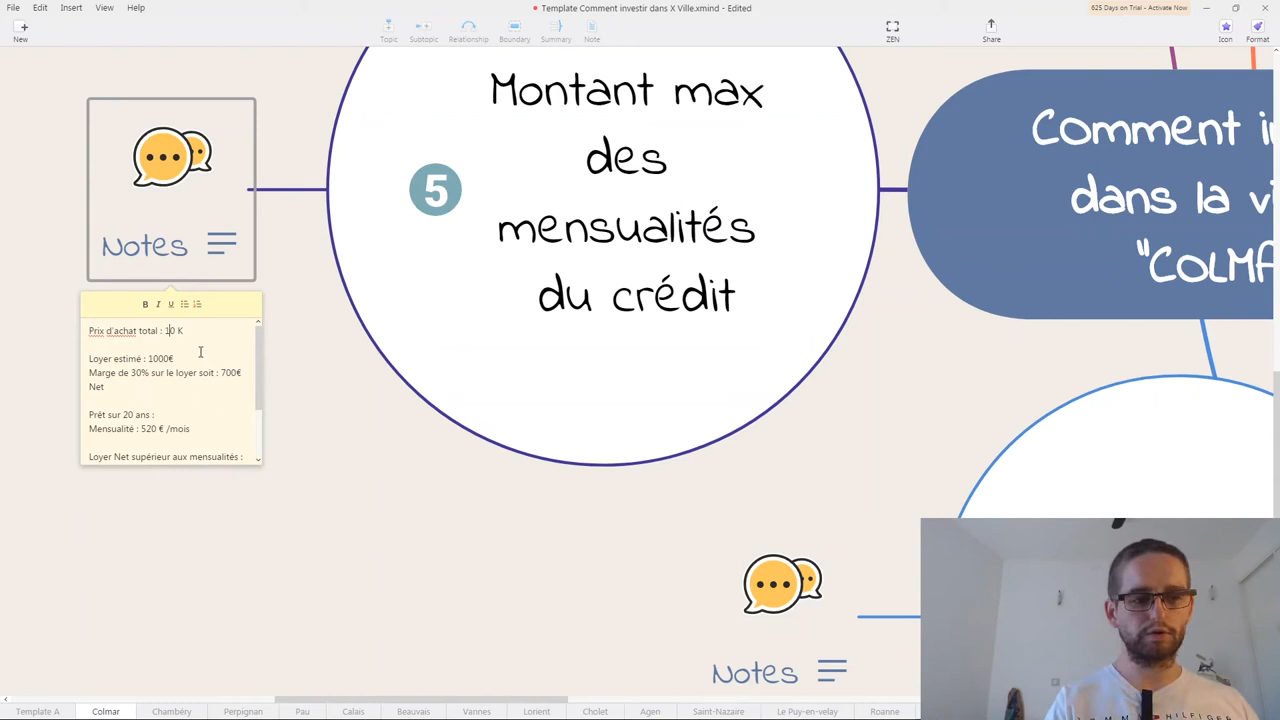 File Edit Insert View Help
Template Comment investir dans X Ville.xmind - Edited
625 Days on Trial - Activate Now
New
Topic Subtopic Relationship Boundary Summary Note
ZEN
Share
Icon Format
Montant max
des
mensualités
du crédit
5
Notes
Comment i
dans la vi
"COLMA
B I U
Prix d'achat total : 10 K
Loyer estimé : 1000€
Marge de 30% sur le loyer soit : 700€
Net
Prêt sur 20 ans :
Mensualité : 520 € /mois
Loyer Net supérieur aux mensualités :
Notes
Template A Colmar Chambéry Perpignan Pau Calais Beauvais Vannes Lorient Cholet Agen Saint-Nazaire Le Puy-en-velay Roanne